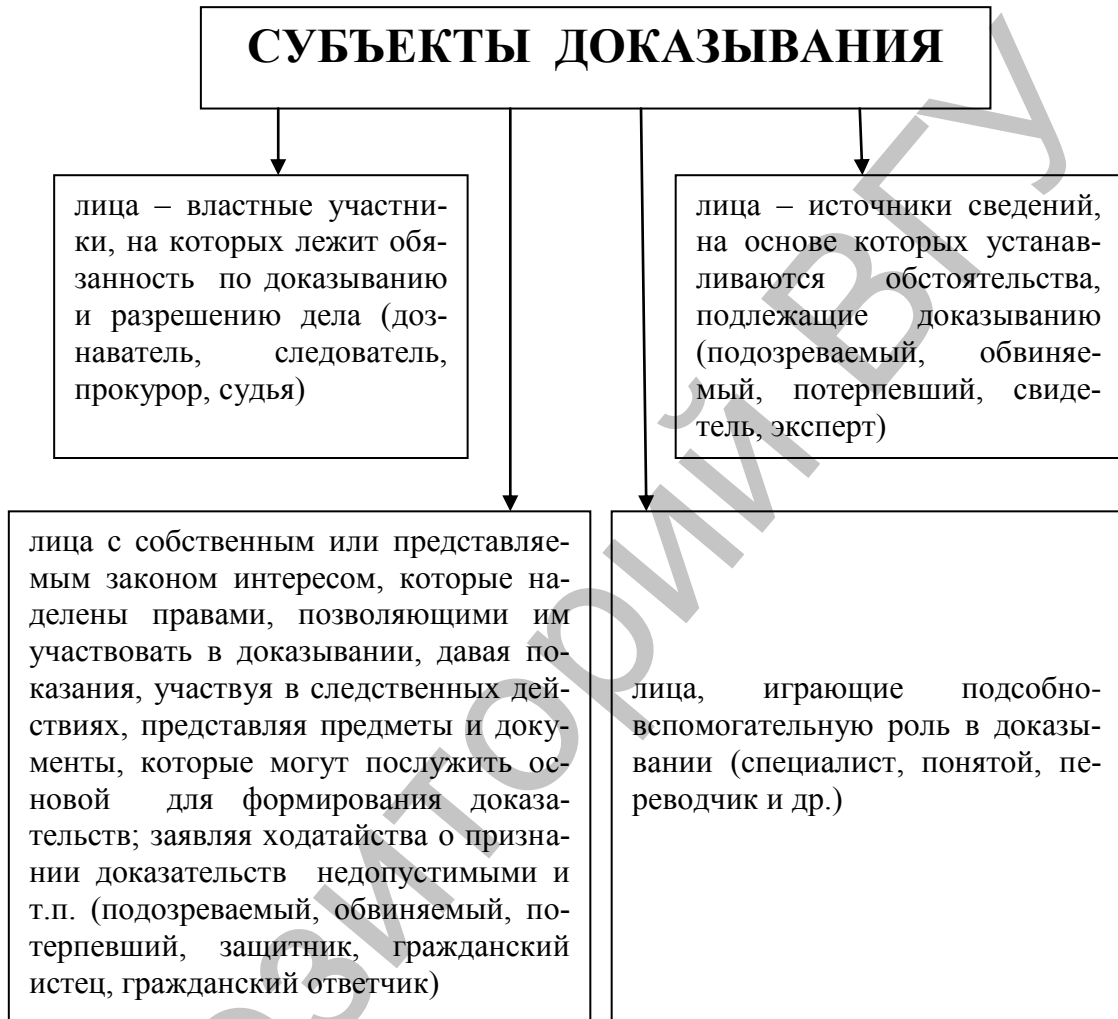 СУБЪЕКТЫ ДОКАЗЫВАНИЯ
лица – властные участни-
ки, на которых лежит обя-
занность по доказыванию
и разрешению дела (доз-
наватель, следователь,
прокурор, судья)
лица – источники сведений,
на основе которых устанав-
ливаются обстоятельства,
подлежащие доказыванию
(подозреваемый, обвиняе-
мый, потерпевший, свиде-
тель, эксперт)
лица с собственным или представляе-
мым законом интересом, которые на-
делены правами, позволяющими им
участвовать в доказывании, давая по-
казания, участвуя в следственных дей-
ствиях, представляя предметы и доку-
менты, которые могут послужить ос-
новой для формирования доказа-
тельств; заявляя ходатайства о призна-
нии доказательств недопустимыми и
т.п. (подозреваемый, обвиняемый, по-
терпевший, защитник, гражданский
истец, гражданский ответчик)
лица, играющие подсобно-
вспомогательную роль в доказы-
вании (специалист, понятой, пе-
реводчик и др.)
зиторий ВГУ